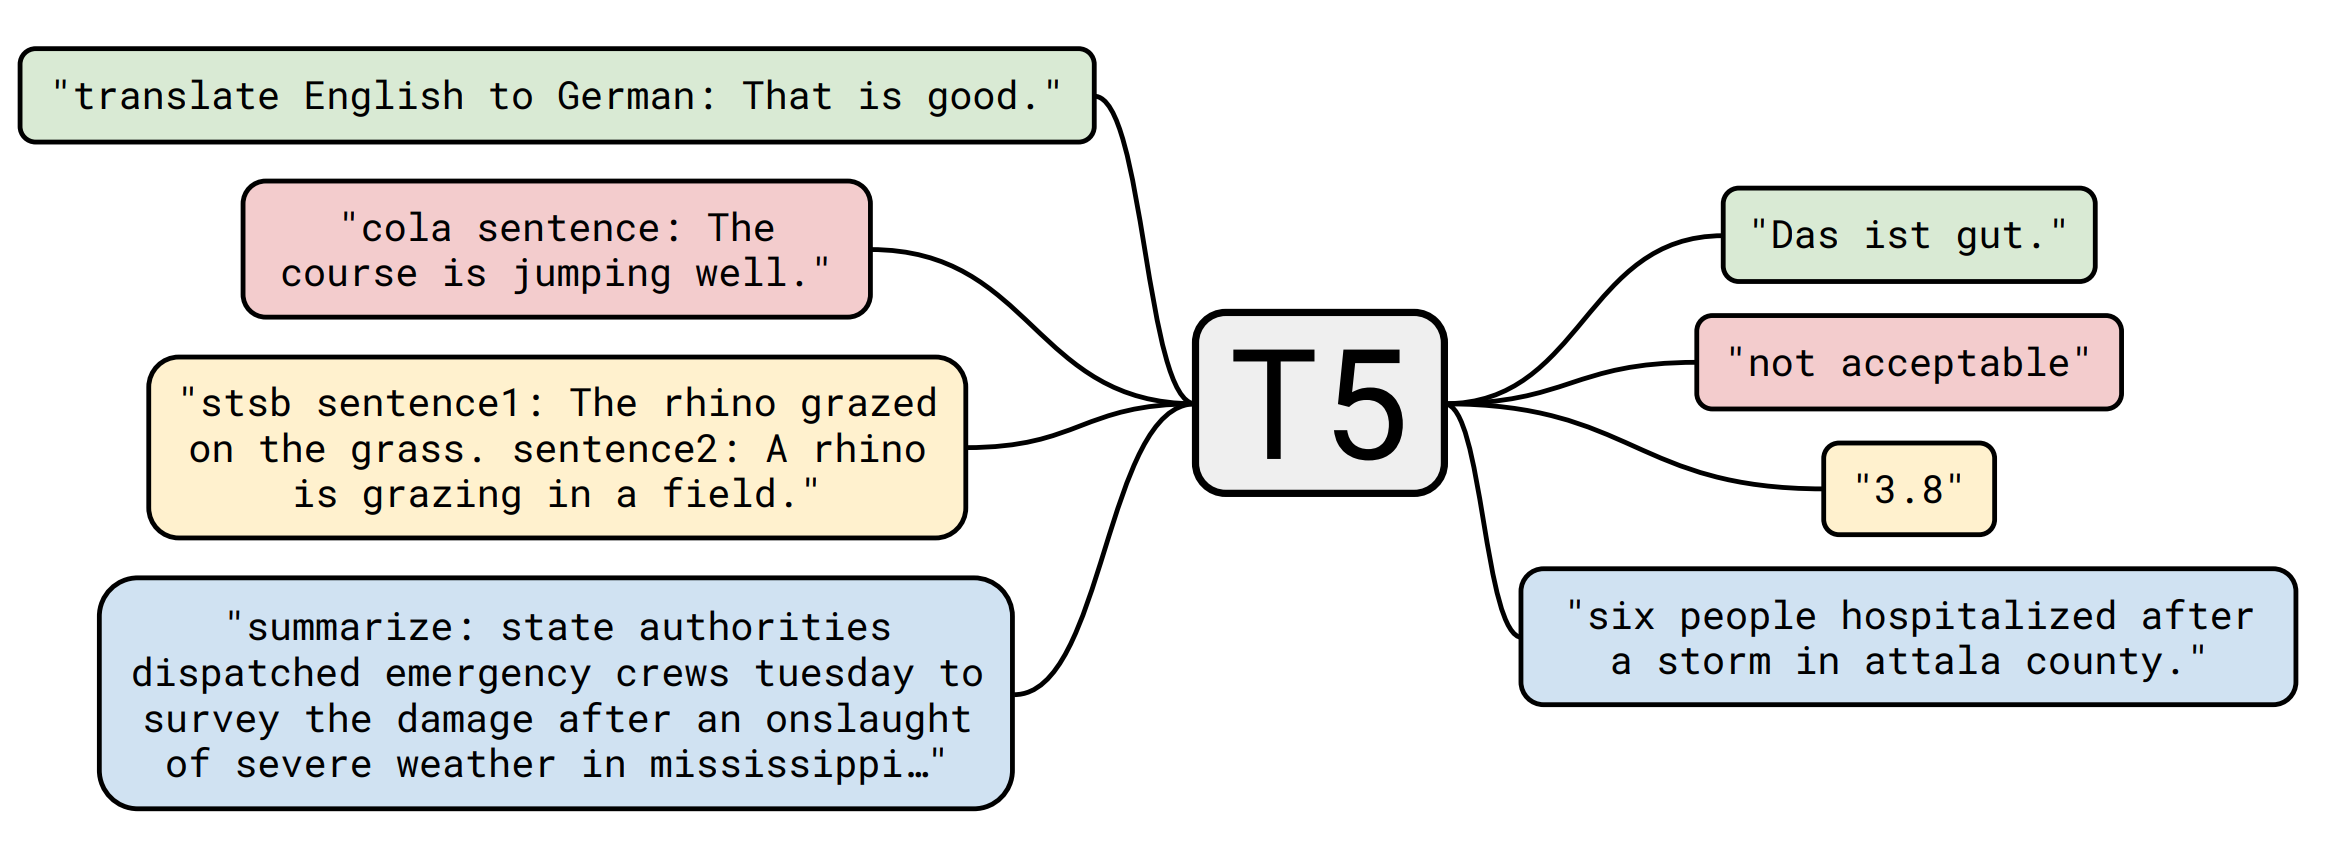 "translate English to German: That is good."
"cola sentence: The
course is jumping well."
"stsb sentence1: The rhino grazed
on the grass. sentence2: A rhino
is grazing in a field."
"summarize: state authorities
dispatched emergency crews tuesday to
survey the damage after an onslaught
of severe weather in mississippi…"
T5
"Das ist gut."
"not acceptable"
"3.8"
"six people hospitalized after
a storm in attala county."